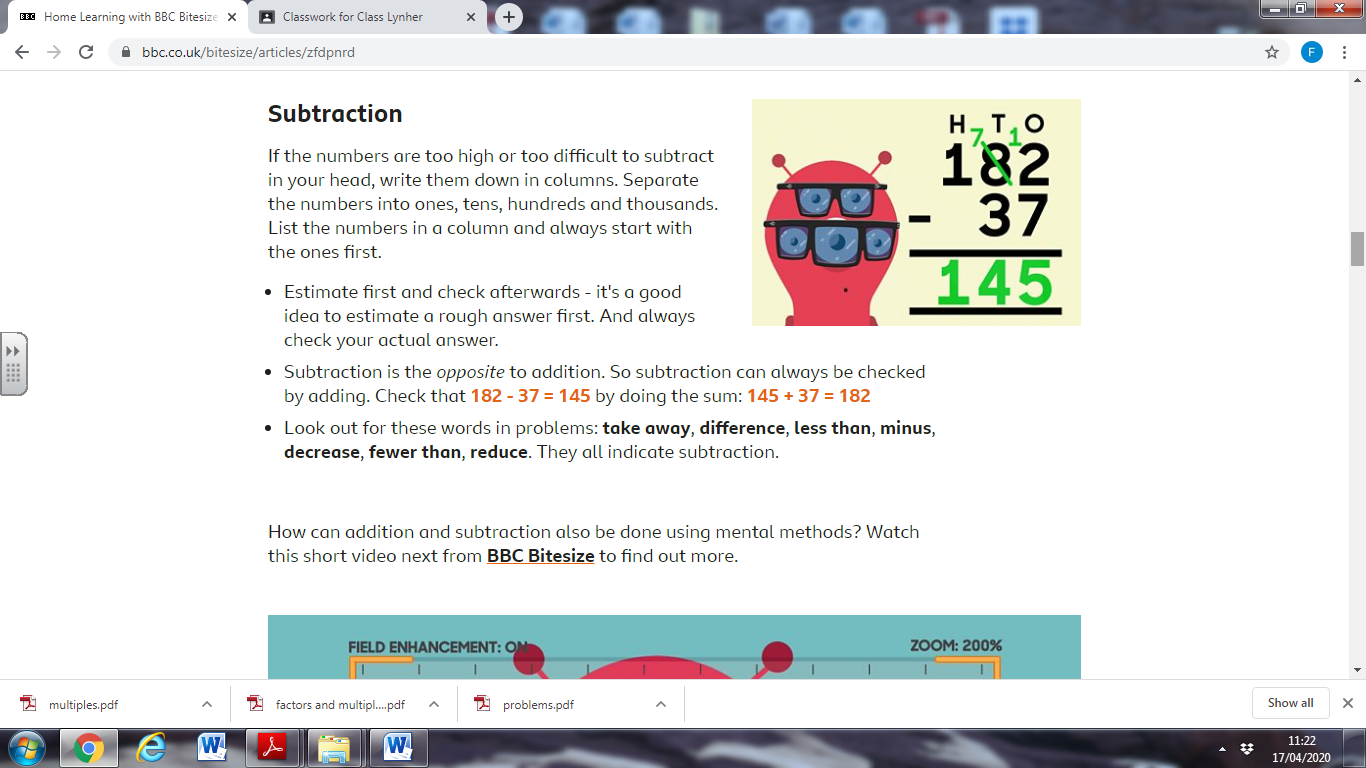 Home Learning with BBC Bitesize
Classwork for Class Lynher
bbc.co.uk/bitesize/articles/zfdpnrd
F
Subtraction
If the numbers are too high or too difficult to subtract
in your head, write them down in columns. Separate
the numbers into ones, tens, hundreds and thousands.
List the numbers in a column and always start with
the ones first.
H T O
7 1
182
- 37
145
• Estimate first and check afterwards - it's a good
idea to estimate a rough answer first. And always
check your actual answer.
• Subtraction is the opposite to addition. So subtraction can always be checked
by adding. Check that 182 - 37 = 145 by doing the sum: 145 + 37 = 182
• Look out for these words in problems: take away, difference, less than, minus,
decrease, fewer than, reduce. They all indicate subtraction.
How can addition and subtraction also be done using mental methods? Watch
this short video next from BBC Bitesize to find out more.
FIELD ENHANCEMENT: ON
ZOOM: 200%
multiples.pdf
factors and multipl....pdf
problems.pdf
Show all
11:22
17/04/2020